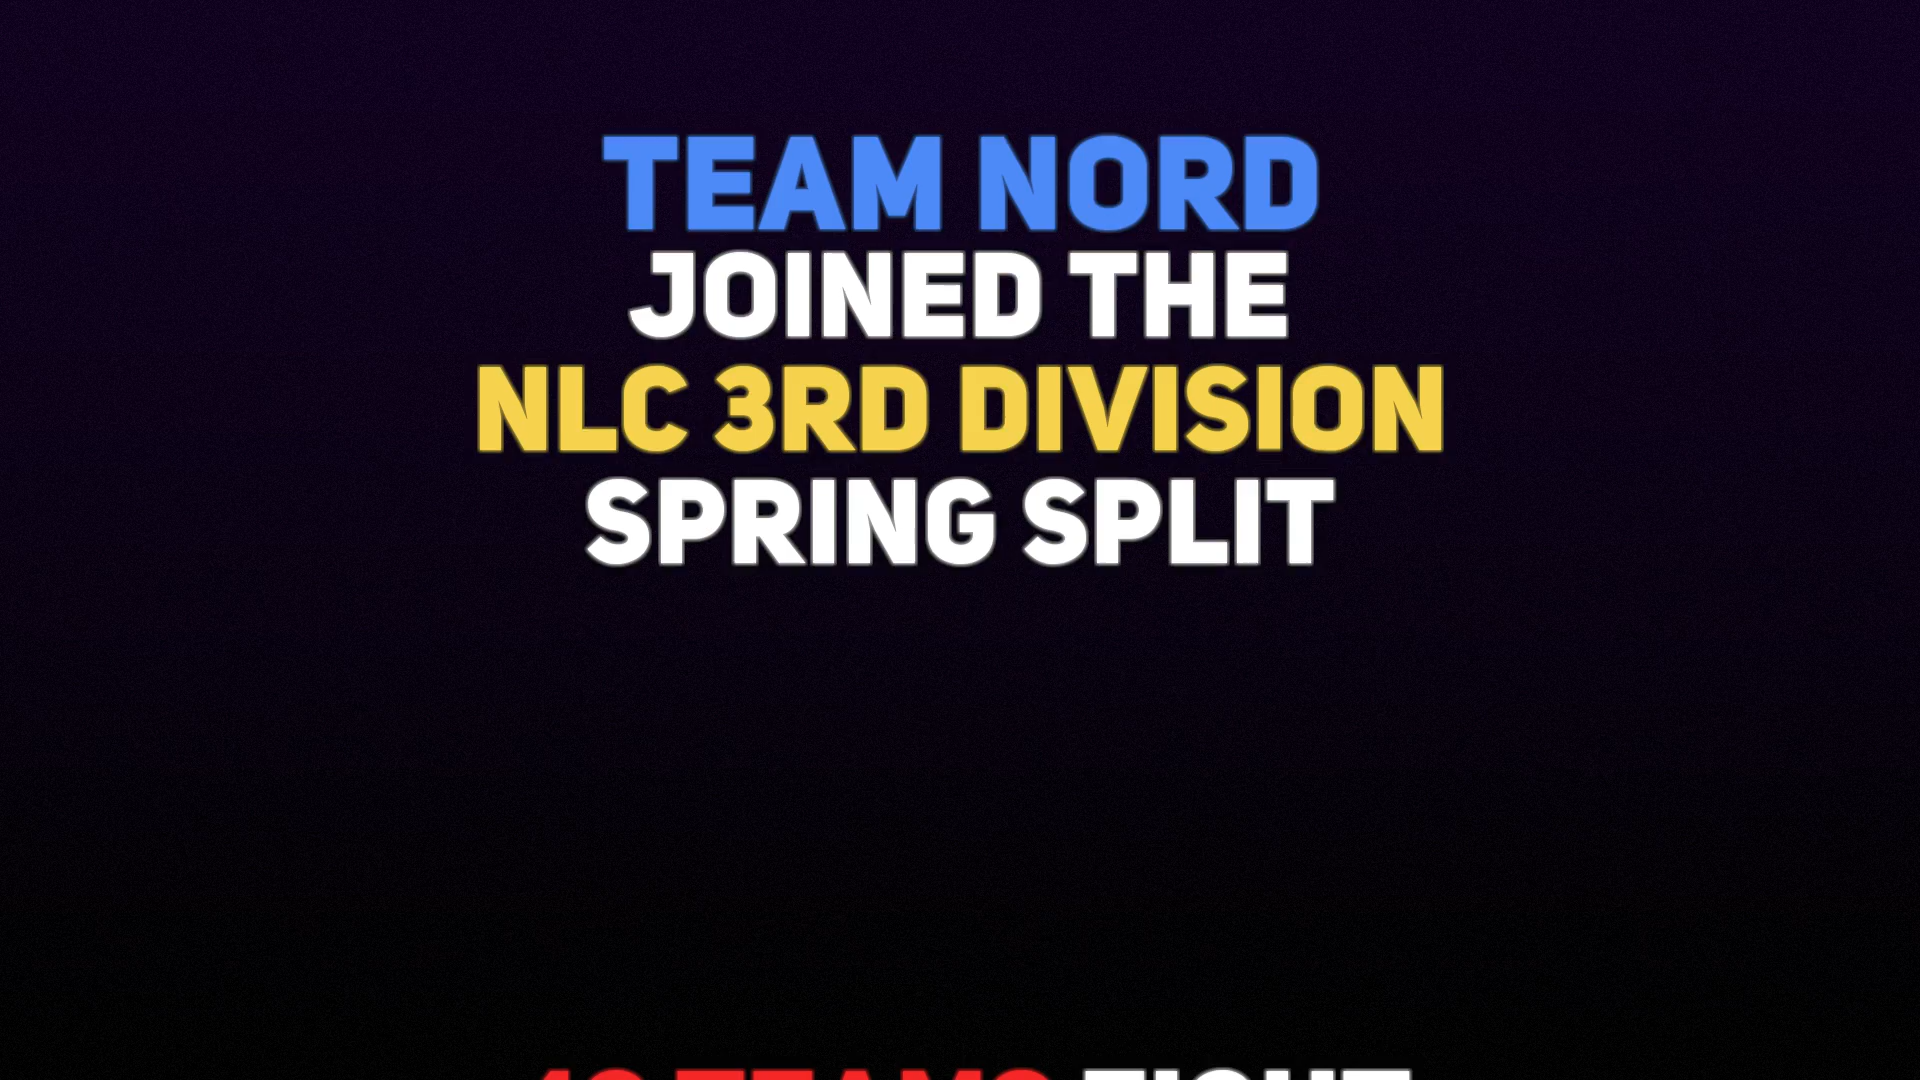 TEAM NORD
JOINED THE
NLC 3RD DIVISION
SPRING SPLIT